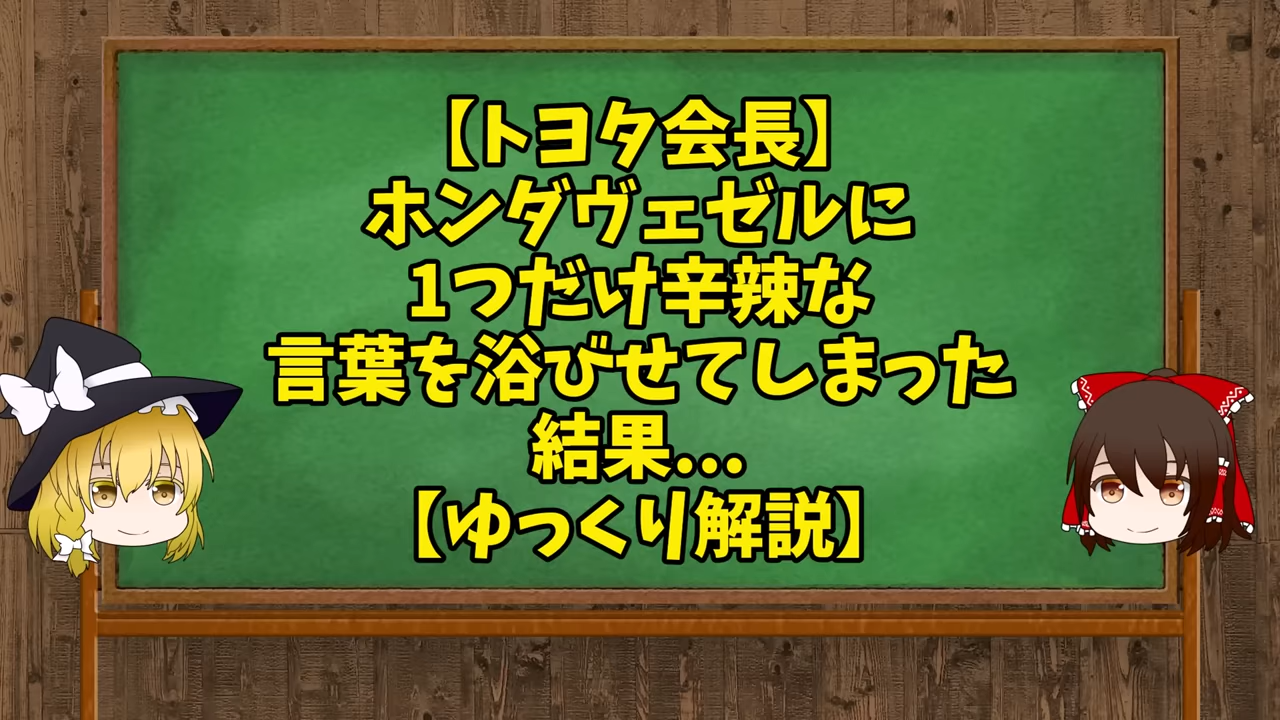 【トヨタ会長】
ホンダヴェゼルに
1つだけ辛辣な
言葉を浴びせてしまった
結果...
【ゆっくり解説】